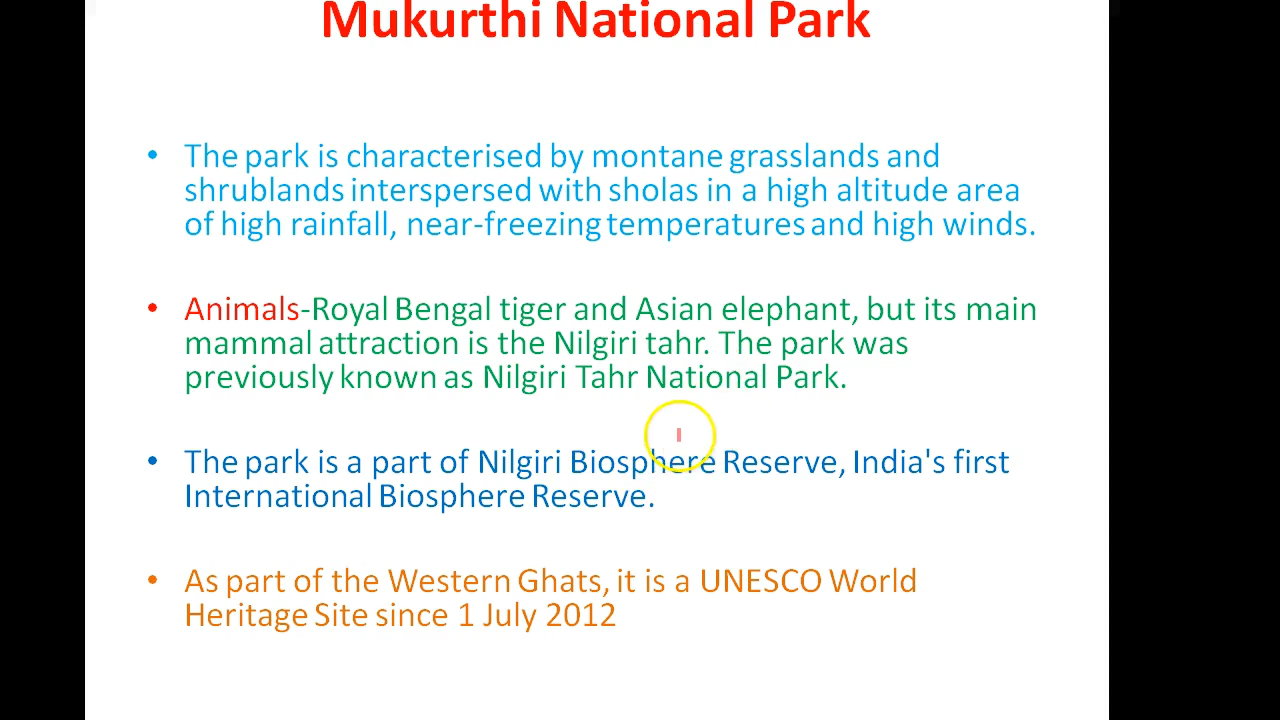 Mukurthi National Park
• The park is characterised by montane grasslands and
shrublands interspersed with sholas in a high altitude area
of high rainfall, near-freezing temperatures and high winds.
• Animals-Royal Bengal tiger and Asian elephant, but its main
mammal attraction is the Nilgiri tahr. The park was
previously known as Nilgiri Tahr National Park.
• The park is a part of Nilgiri Biosphere Reserve, India's first
International Biosphere Reserve.
• As part of the Western Ghats, it is a UNESCO World
Heritage Site since 1 July 2012